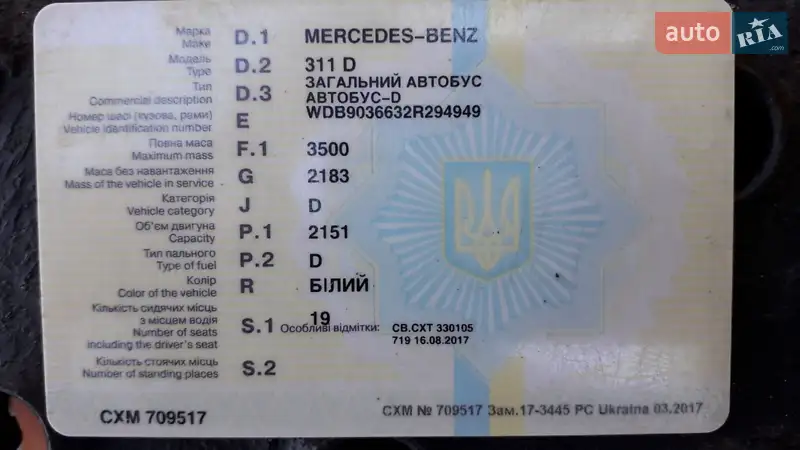 auto RIA .com
Марка D.1 MERCEDES-BENZ
Make
Модель D.2 311 D
Type
Тип D.3 ЗАГАЛЬНИЙ АВТОБУС
Commercial description АВТОБУС-D
Номер шасі (кузова, рами) E WDB9036632R294949
Vehicle identification number
Повна маса F.1 3500
Maximum mass
Маса без навантаження G 2183
Mass of the vehicle in service
Категорія J D
Vehicle category
Об'єм двигуна P.1 2151
Capacity
Тип пального P.2 D
Type of fuel
Колір R БІЛИЙ
Color of the vehicle
Кількість сидячих місць
з місцем водія S.1 19
Number of seats Особливі відмітки: СВ.СХТ 330105
including the driver's seat 719 16.08.2017
Кількість стоячих місць S.2
Number of standing places
СХМ 709517
СХМ № 709517 Зам.17-3445 РС Ukraina 03.2017